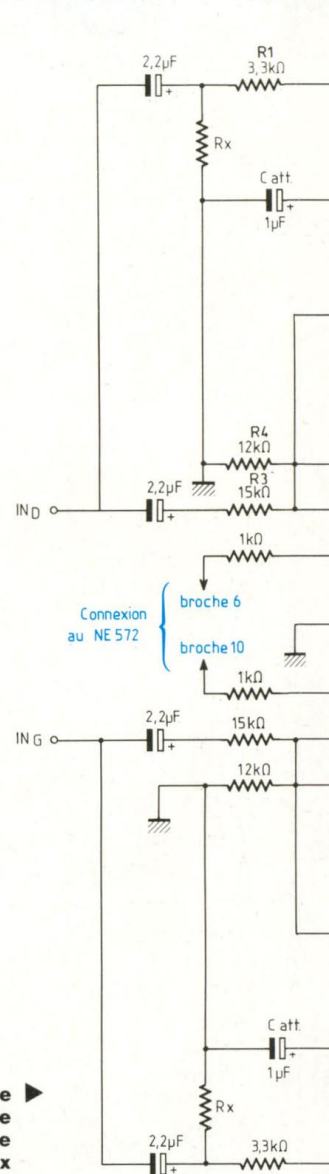 2,2µF
+
R1
3,3kΩ
Rx
C att.
+
1µF
R4
12kΩ
R3
15kΩ
2,2µF
+
IND
1kΩ
broche 6
Connexion
au NE 572
broche 10
1kΩ
2,2µF
+
15kΩ
ING
12kΩ
C att.
+
1µF
Rx
2,2µF
+
3,3kΩ
e
e
e
x